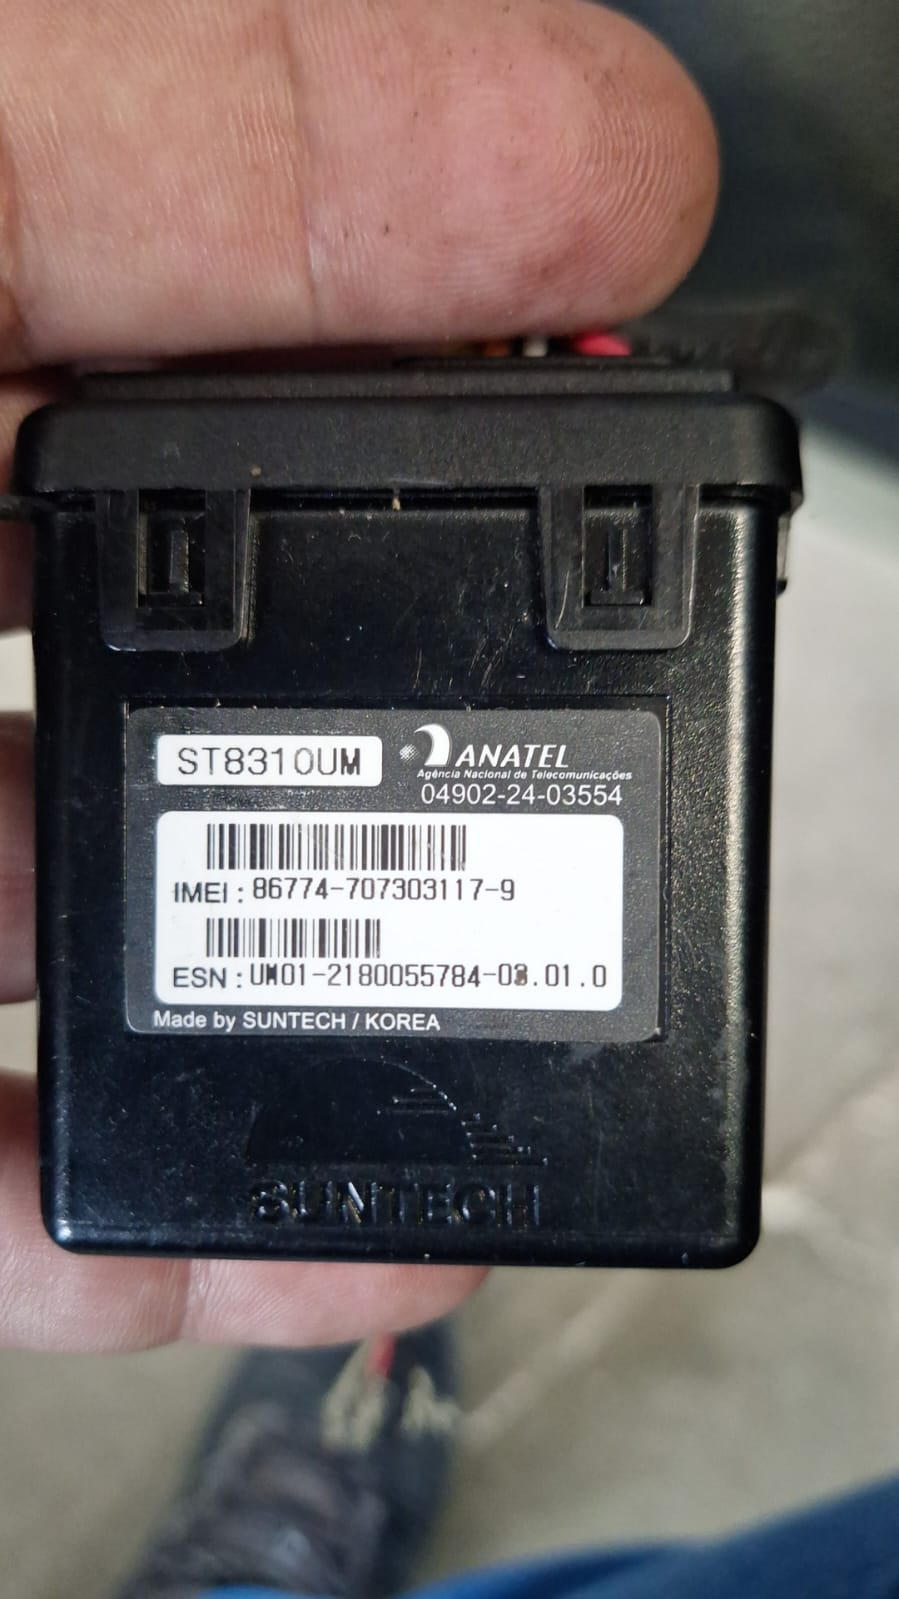 ST8310UM
ANATEL
Agência Nacional de Telecomunicações
04902-24-03554
IMEI : 86774-707303117-9
ESN : UM01-2180055784-03.01.0
Made by SUNTECH / KOREA
SUNTECH